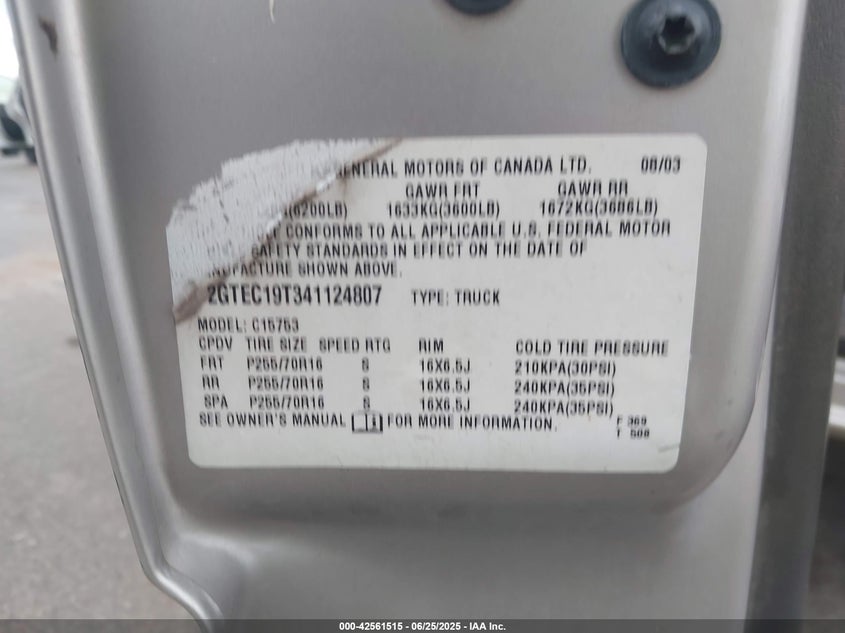 GENERAL MOTORS OF CANADA LTD. 08/03
GAWR FRT GAWR RR
(6200LB) 1633KG(3600LB) 1672KG(3686LB)
CONFORMS TO ALL APPLICABLE U.S. FEDERAL MOTOR
SAFETY STANDARDS IN EFFECT ON THE DATE OF
NUFACTURE SHOWN ABOVE.
2GTEC19T341124807 TYPE: TRUCK
MODEL: C15753
CPDV TIRE SIZE SPEED RTG RIM COLD TIRE PRESSURE
FRT P255/70R16 S 16X6.5J 210KPA(30PSI)
RR P255/70R16 S 16X6.5J 240KPA(35PSI)
SPA P255/70R16 S 16X6.5J 240KPA(35PSI)
SEE OWNER'S MANUAL FOR MORE INFORMATION. F 369
T 508
000-42561515 - 06/25/2025 - IAA Inc.